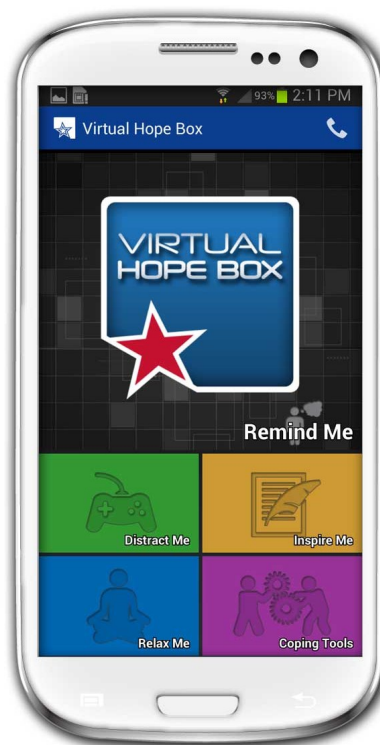 93% 2:11 PM
Virtual Hope Box
VIRTUAL
HOPE BOX
Remind Me
Distract Me
Inspire Me
Relax Me
Coping Tools